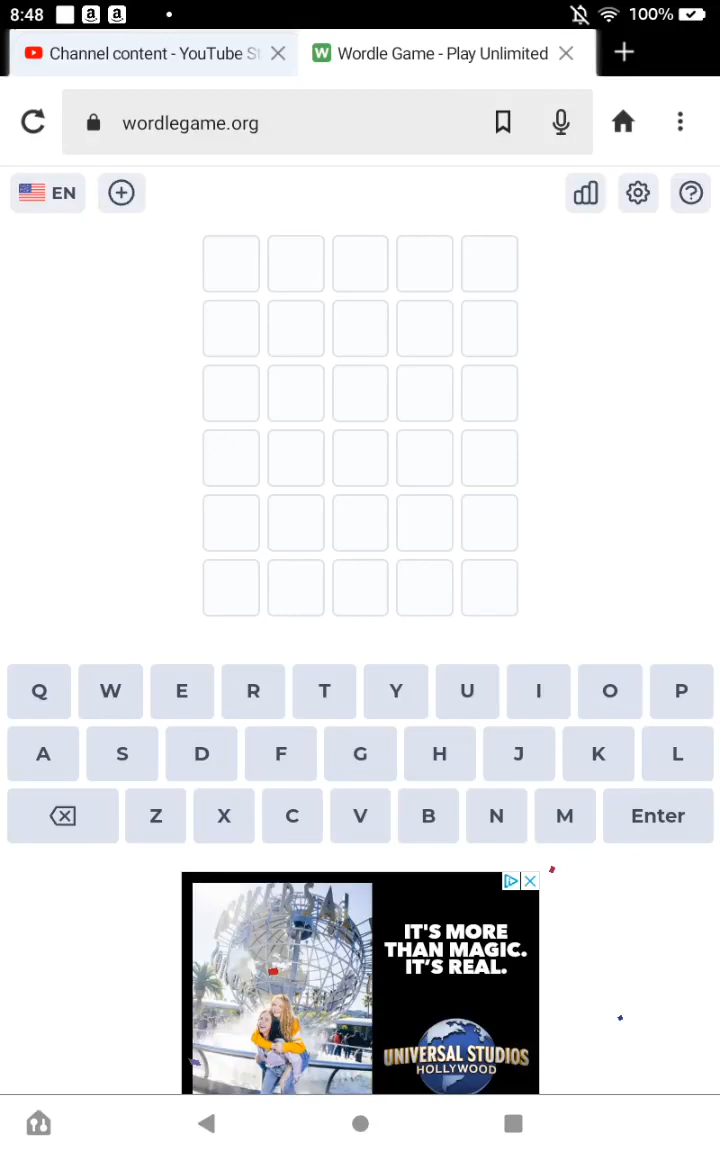 8:48 a a 100%
Channel content - YouTube St W Wordle Game - Play Unlimited
wordlegame.org
EN
Q W E R T Y U I O P
A S D F G H J K L
Z X C V B N M Enter
IT'S MORE
THAN MAGIC.
IT'S REAL.
UNIVERSAL STUDIOS
HOLLYWOOD